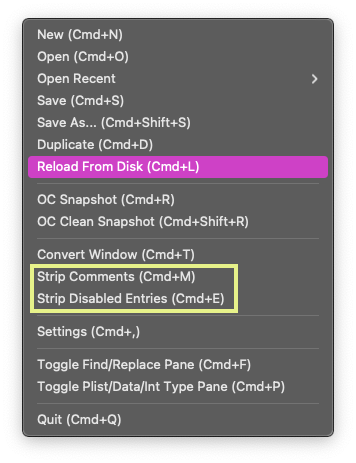 New (Cmd+N)
Open (Cmd+O)
Open Recent
Save (Cmd+S)
Save As... (Cmd+Shift+S)
Duplicate (Cmd+D)
Reload From Disk (Cmd+L)
OC Snapshot (Cmd+R)
OC Clean Snapshot (Cmd+Shift+R)
Convert Window (Cmd+T)
Strip Comments (Cmd+M)
Strip Disabled Entries (Cmd+E)
Settings (Cmd+,)
Toggle Find/Replace Pane (Cmd+F)
Toggle Plist/Data/Int Type Pane (Cmd+P)
Quit (Cmd+Q)